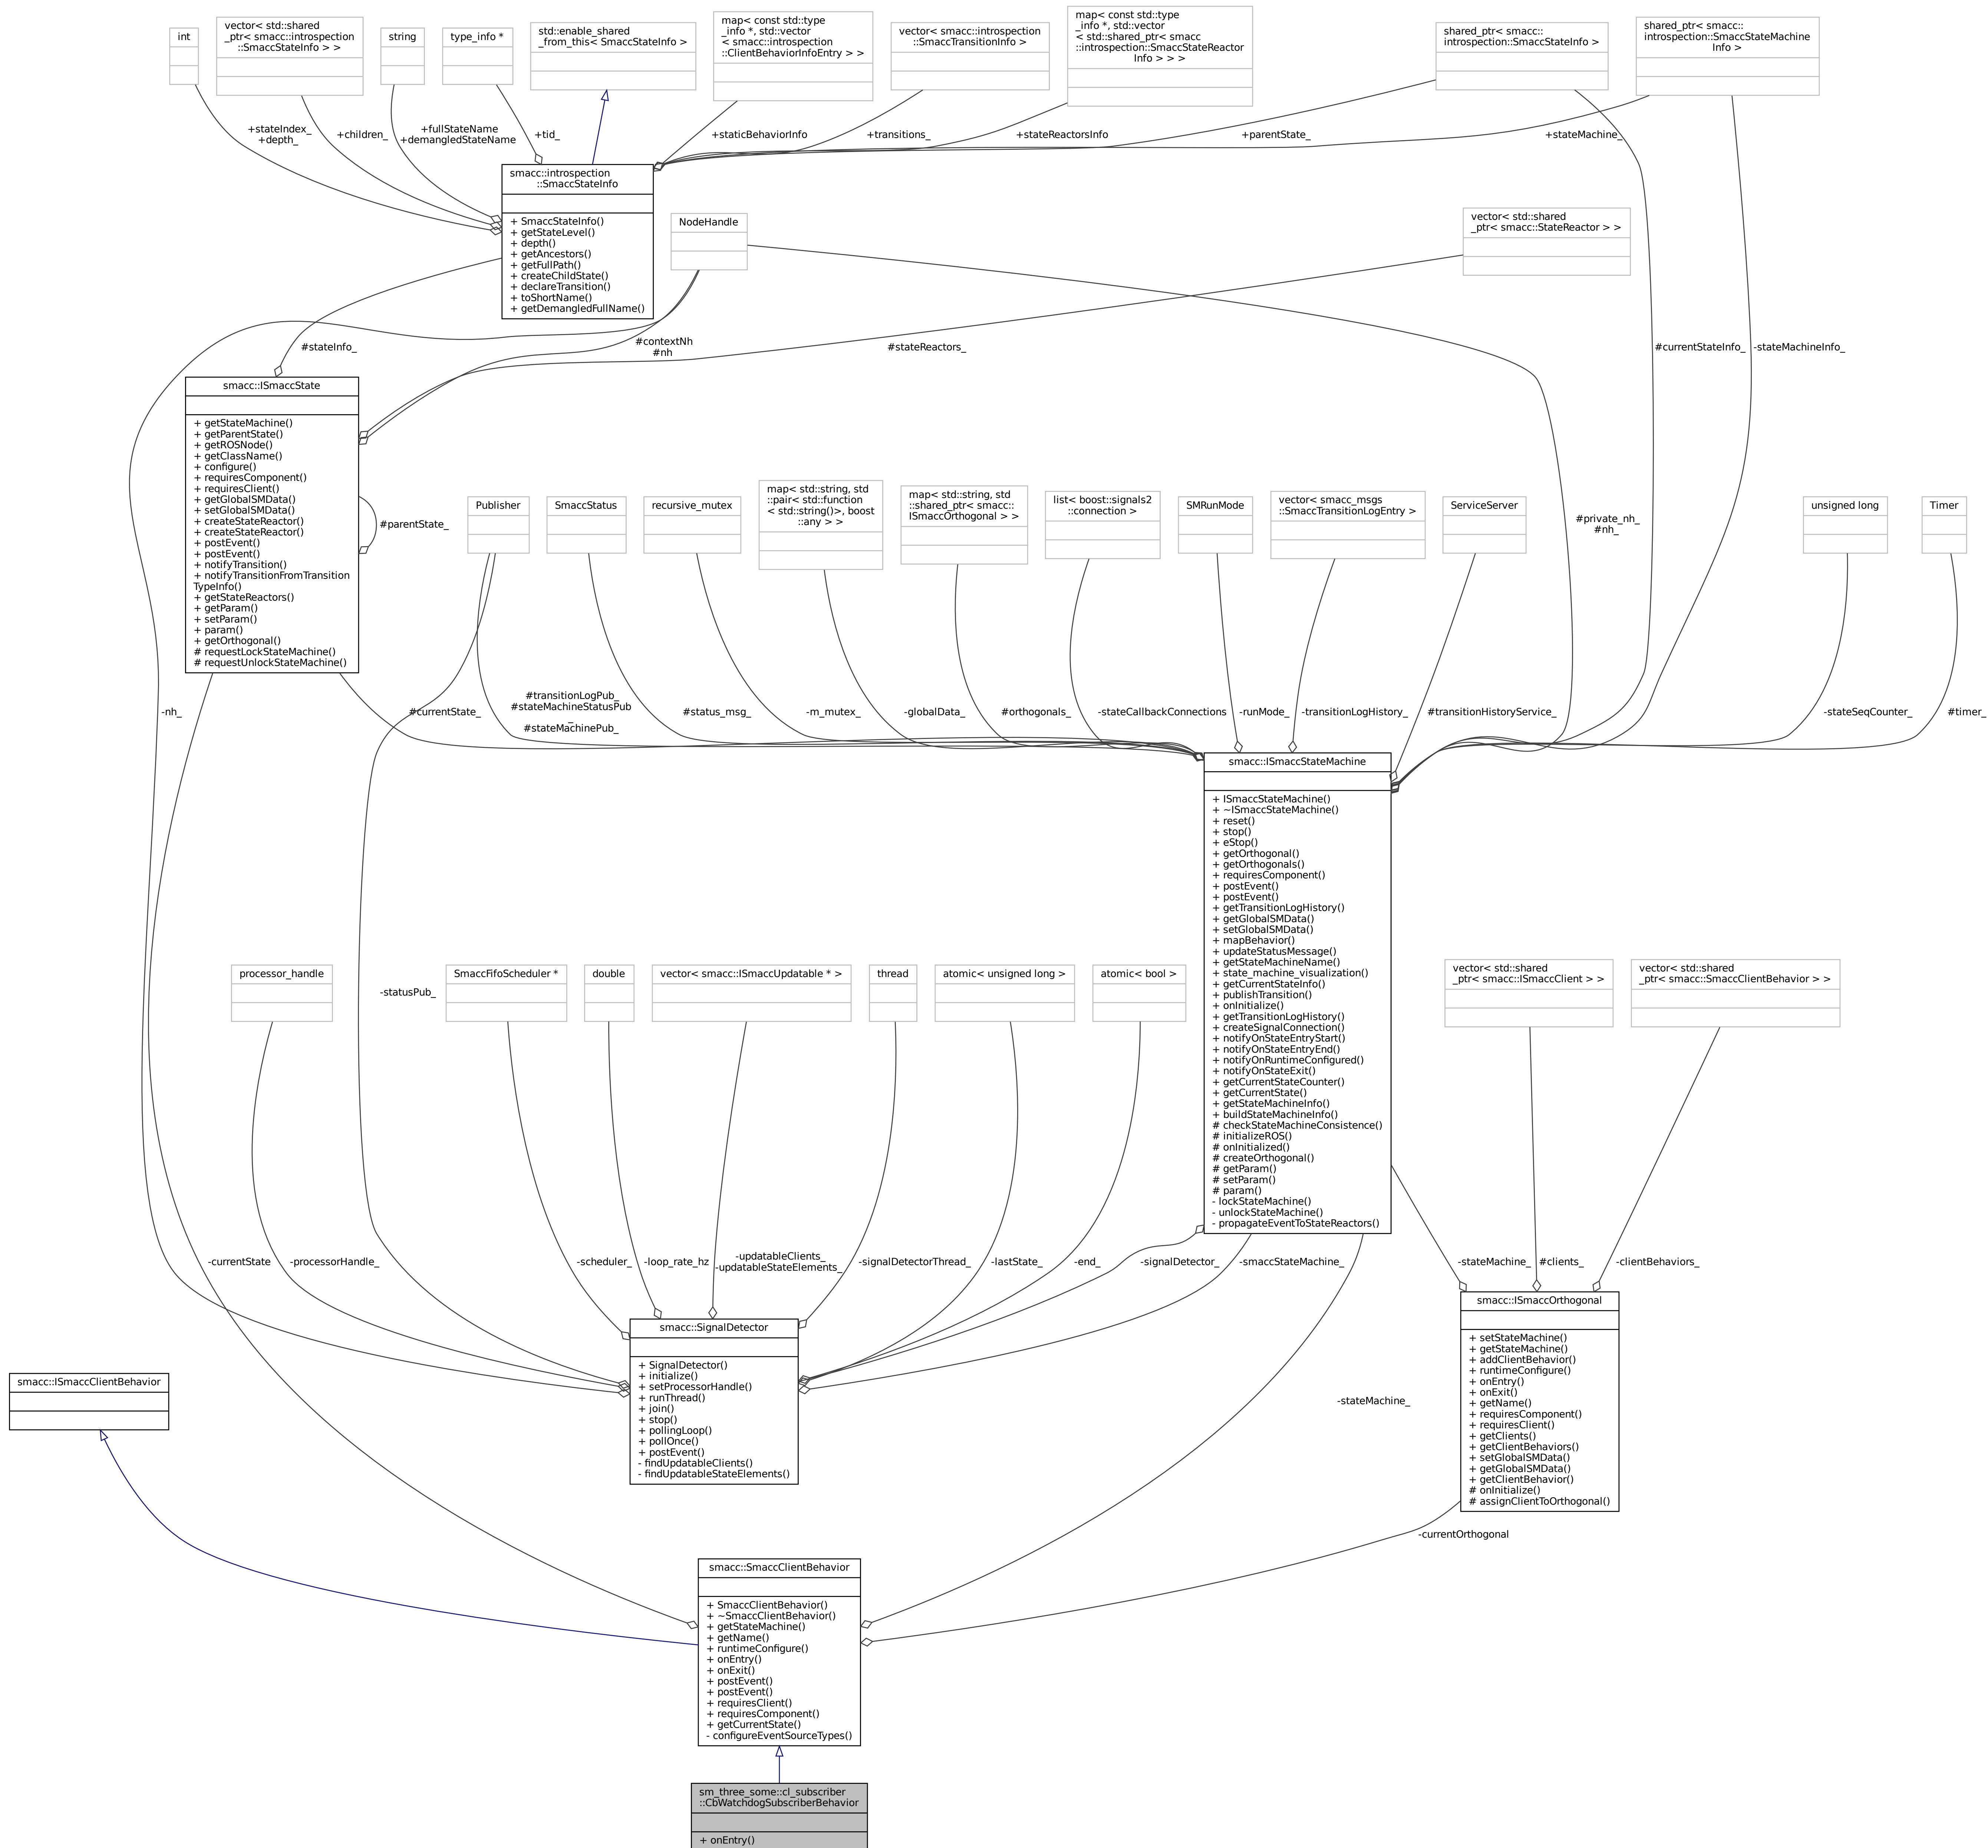 int
vector< std::shared
_ptr< smacc::introspection
::SmaccStateInfo > >
string
type_info *
std::enable_shared
_from_this< SmaccStateInfo >
map< const std::type
_info *, std::vector
< smacc::introspection
::ClientBehaviorInfoEntry > >
vector< smacc::introspection
::SmaccTransitionInfo >
map< const std::type
_info *, std::vector
< std::shared_ptr< smacc
::introspection::SmaccStateReactor
Info > > >
shared_ptr< smacc::
introspection::SmaccStateInfo >
shared_ptr< smacc::
introspection::SmaccStateMachine
Info >
+stateIndex_
+depth_
+children_
+fullStateName
+demangledStateName
+tid_
+staticBehaviorInfo
+transitions_
+stateReactorsInfo
+parentState_
+stateMachine_
smacc::introspection
::SmaccStateInfo
+ SmaccStateInfo()
+ getStateLevel()
+ depth()
+ getAncestors()
+ getFullPath()
+ createChildState()
+ declareTransition()
+ toShortName()
+ getDemangledFullName()
NodeHandle
vector< std::shared
_ptr< smacc::StateReactor > >
#stateInfo_
#contextNh
#nh
#stateReactors_
#currentStateInfo_
-stateMachineInfo_
smacc::ISmaccState
+ getStateMachine()
+ getParentState()
+ getROSNode()
+ getClassName()
+ configure()
+ requiresComponent()
+ requiresClient()
+ getGlobalSMData()
+ setGlobalSMData()
+ createStateReactor()
+ createStateReactor()
+ postEvent()
+ postEvent()
+ notifyTransition()
+ notifyTransitionFromTransition
TypeInfo()
+ getStateReactors()
+ getParam()
+ setParam()
+ param()
+ getOrthogonal()
# requestLockStateMachine()
# requestUnlockStateMachine()
#parentState_
Publisher
SmaccStatus
recursive_mutex
map< std::string, std
::pair< std::function
< std::string()>, boost
::any > >
map< std::string, std
::shared_ptr< smacc::
ISmaccOrthogonal > >
list< boost::signals2
::connection >
SMRunMode
vector< smacc_msgs
::SmaccTransitionLogEntry >
ServiceServer
#private_nh_
#nh_
unsigned long
Timer
-nh_
#currentState_
#transitionLogPub_
#stateMachineStatusPub
_
#stateMachinePub_
#status_msg_
-m_mutex_
-globalData_
#orthogonals_
-stateCallbackConnections
-runMode_
-transitionLogHistory_
#transitionHistoryService_
-stateSeqCounter_
#timer_
smacc::ISmaccStateMachine
+ ISmaccStateMachine()
+ ~ISmaccStateMachine()
+ reset()
+ stop()
+ eStop()
+ getOrthogonal()
+ getOrthogonals()
+ requiresComponent()
+ postEvent()
+ postEvent()
+ getTransitionLogHistory()
+ getGlobalSMData()
+ setGlobalSMData()
+ mapBehavior()
+ updateStatusMessage()
+ getStateMachineName()
+ state_machine_visualization()
+ getCurrentStateInfo()
+ publishTransition()
+ onInitialize()
+ getTransitionLogHistory()
+ createSignalConnection()
+ notifyOnStateEntryStart()
+ notifyOnStateEntryEnd()
+ notifyOnRuntimeConfigured()
+ notifyOnStateExit()
+ getCurrentStateCounter()
+ getCurrentState()
+ getStateMachineInfo()
+ buildStateMachineInfo()
# checkStateMachineConsistence()
# initializeROS()
# onInitialized()
# createOrthogonal()
# getParam()
# setParam()
# param()
- lockStateMachine()
- unlockStateMachine()
- propagateEventToStateReactors()
processor_handle
-statusPub_
SmaccFifoScheduler *
double
vector< smacc::ISmaccUpdatable * >
thread
atomic< unsigned long >
atomic< bool >
vector< std::shared
_ptr< smacc::ISmaccClient > >
vector< std::shared
_ptr< smacc::SmaccClientBehavior > >
-currentState
-processorHandle_
-scheduler_
-loop_rate_hz
-updatableClients_
-updatableStateElements_
-signalDetectorThread_
-lastState_
-end_
-signalDetector_
-smaccStateMachine_
-stateMachine_
#clients_
-clientBehaviors_
smacc::SignalDetector
+ SignalDetector()
+ initialize()
+ setProcessorHandle()
+ runThread()
+ join()
+ stop()
+ pollingLoop()
+ pollOnce()
+ postEvent()
- findUpdatableClients()
- findUpdatableStateElements()
smacc::ISmaccOrthogonal
+ setStateMachine()
+ getStateMachine()
+ addClientBehavior()
+ runtimeConfigure()
+ onEntry()
+ onExit()
+ getName()
+ requiresComponent()
+ requiresClient()
+ getClients()
+ getClientBehaviors()
+ setGlobalSMData()
+ getGlobalSMData()
+ getClientBehavior()
# onInitialize()
# assignClientToOrthogonal()
smacc::ISmaccClientBehavior
-stateMachine_
-currentOrthogonal
smacc::SmaccClientBehavior
+ SmaccClientBehavior()
+ ~SmaccClientBehavior()
+ getStateMachine()
+ getName()
+ runtimeConfigure()
+ onEntry()
+ onExit()
+ postEvent()
+ postEvent()
+ requiresClient()
+ requiresComponent()
+ getCurrentState()
- configureEventSourceTypes()
sm_three_some::cl_subscriber
::CbWatchdogSubscriberBehavior
+ onEntry()